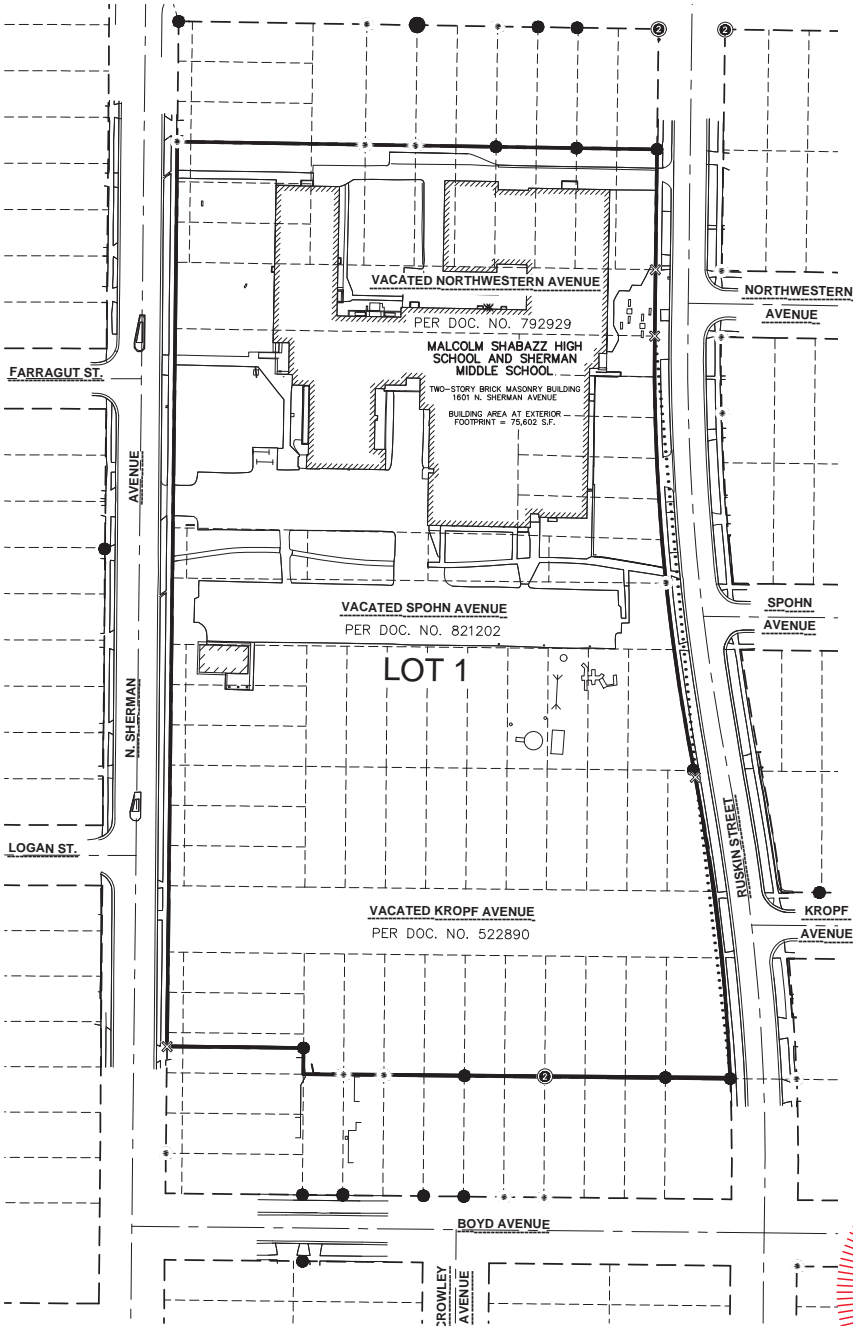 2
2
VACATED NORTHWESTERN AVENUE
PER DOC. NO. 792929
NORTHWESTERN
AVENUE
MALCOLM SHABAZZ HIGH
SCHOOL AND SHERMAN
MIDDLE SCHOOL
TWO-STORY BRICK MASONRY BUILDING
1601 N. SHERMAN AVENUE
BUILDING AREA AT EXTERIOR
FOOTPRINT = 75,602 S.F.
FARRAGUT ST.
AVENUE
N. SHERMAN
VACATED SPOHN AVENUE
PER DOC. NO. 821202
SPOHN
AVENUE
LOT 1
RUSKIN STREET
LOGAN ST.
VACATED KROPF AVENUE
PER DOC. NO. 522890
KROPF
AVENUE
2
BOYD AVENUE
CROWLEY
AVENUE